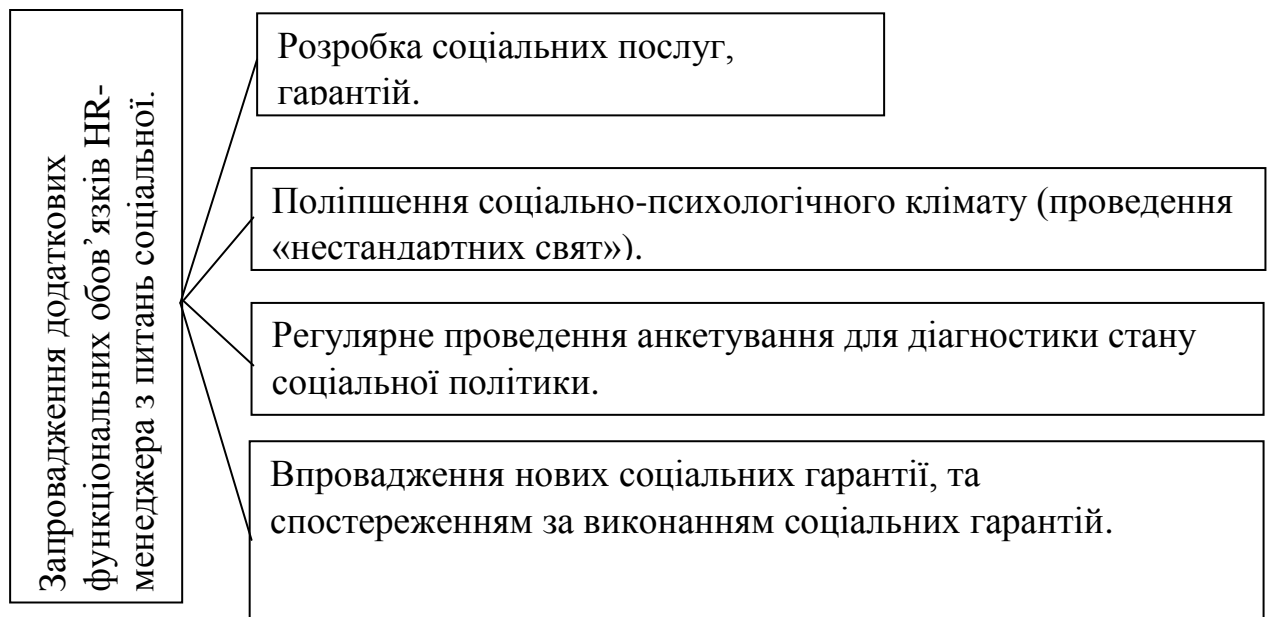 Запровадження додаткових
функціональних обов’язків HR-
менеджера з питань соціальної.
Розробка соціальних послуг,
гарантій.
Поліпшення соціально-психологічного клімату (проведення
«нестандартних свят»).
Регулярне проведення анкетування для діагностики стану
соціальної політики.
Впровадження нових соціальних гарантії, та
спостереженням за виконанням соціальних гарантій.